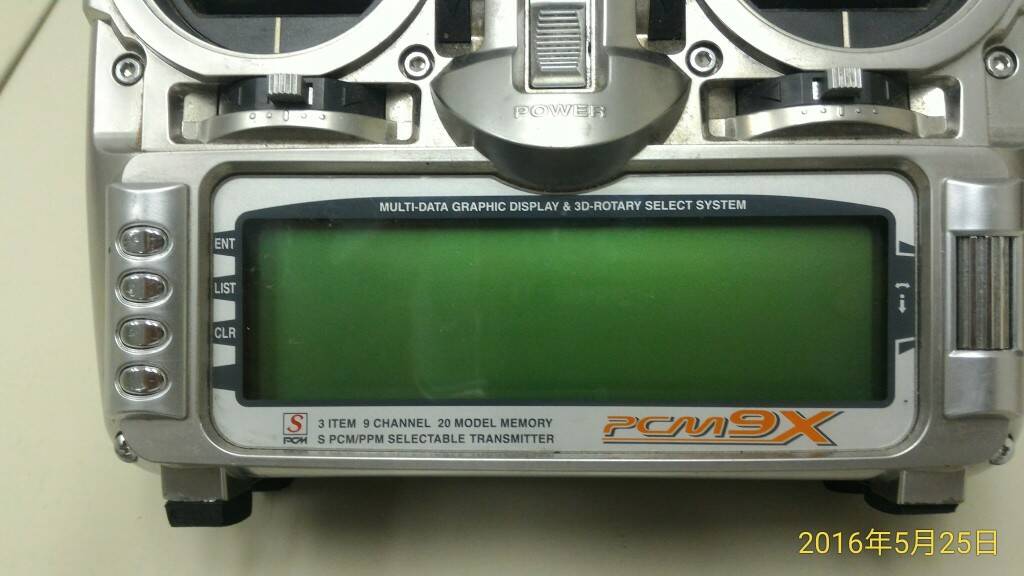 POWER
MULTI-DATA GRAPHIC DISPLAY & 3D-ROTARY SELECT SYSTEM
ENT
LIST
CLR
S
PCM
3 ITEM 9 CHANNEL 20 MODEL MEMORY
S PCM/PPM SELECTABLE TRANSMITTER
PCM9X
2016年5月25日